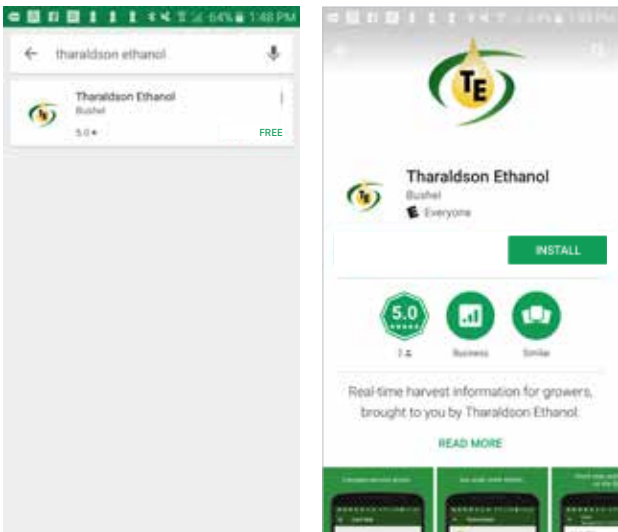 64% 1:48 PM
tharaldson ethanol
Tharaldson Ethanol
Bushel
5.0
FREE
TE
Tharaldson Ethanol
Bushel
Everyone
INSTALL
5.0
Business
Similar
Real-time harvest information for growers,
brought to you by Tharaldson Ethanol.
READ MORE